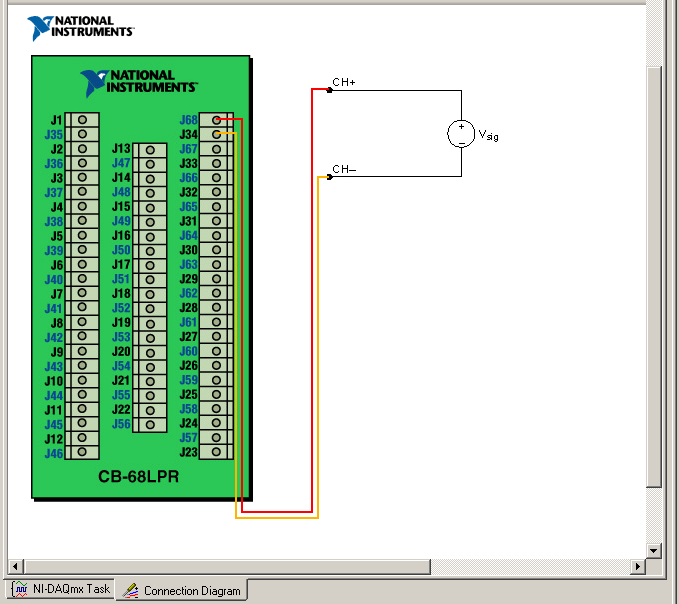 NATIONAL
INSTRUMENTS
NATIONAL
INSTRUMENTS
J1
J35
J2
J36
J3
J37
J4
J38
J5
J39
J6
J40
J7
J41
J8
J42
J9
J43
J10
J44
J11
J45
J12
J46
J13
J47
J14
J48
J15
J49
J16
J50
J17
J51
J18
J52
J19
J53
J20
J54
J21
J55
J22
J56
J68
J34
J67
J33
J66
J32
J65
J31
J64
J30
J63
J29
J62
J28
J61
J27
J60
J26
J59
J25
J58
J24
J57
J23
CB-68LPR
CH+
+
Vsig
–
CH–
NI-DAQmx Task
Connection Diagram